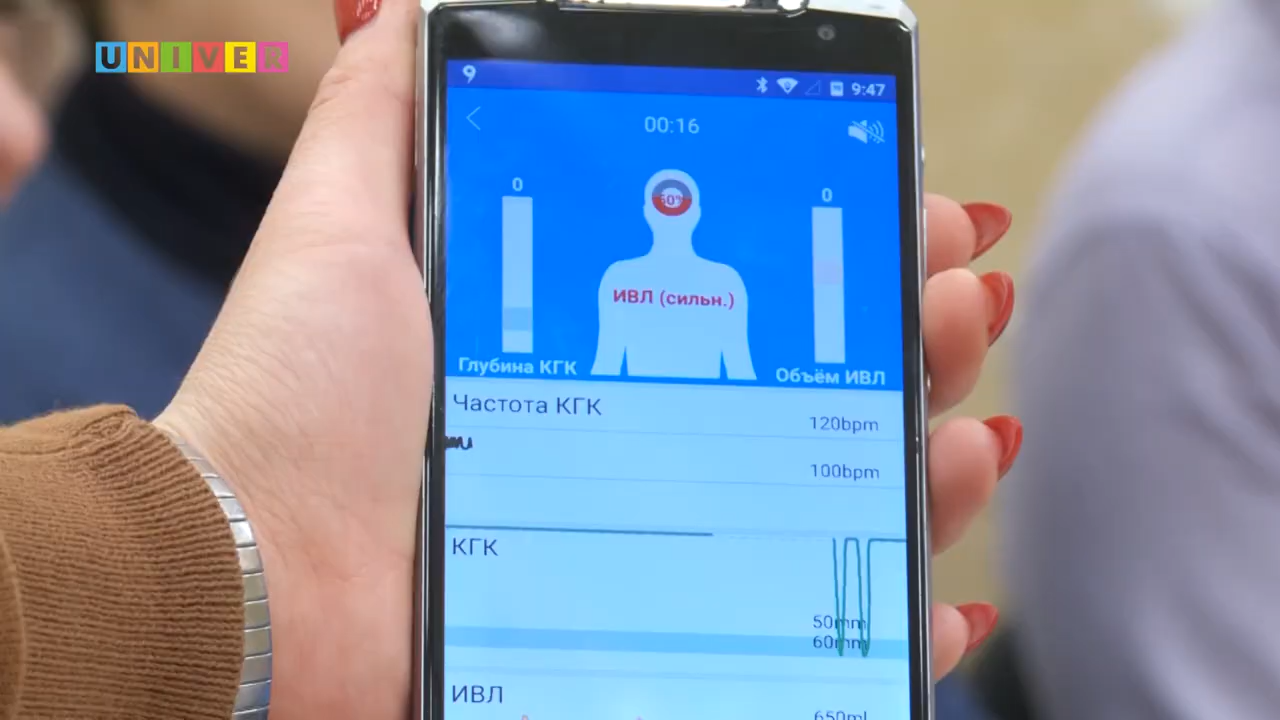 UNIVER
9:47
00:16
0
0
60%
ИВЛ (сильн.)
Глубина КГК
Объём ИВЛ
Частота КГК
120bpm
100bpm
КГК
50mm
60mm
ИВЛ
650ml